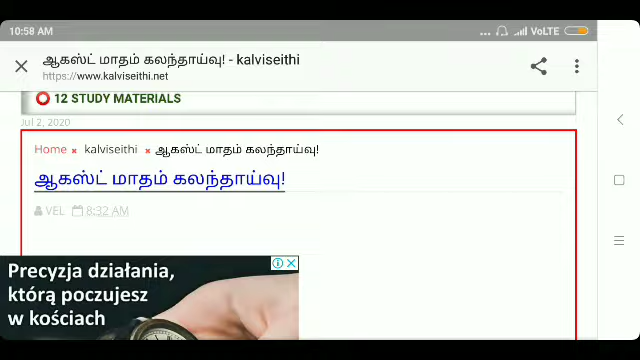 10:58 AM
... VoLTE
ஆகஸ்ட் மாதம் கலந்தாய்வு! - kalviseithi
https://www.kalviseithi.net
12 STUDY MATERIALS
Jul 2, 2020
Home × kalviseithi × ஆகஸ்ட் மாதம் கலந்தாய்வு!
ஆகஸ்ட் மாதம் கலந்தாய்வு!
VEL 8:32 AM
Precyzja działania,
którą poczujesz
w kościach